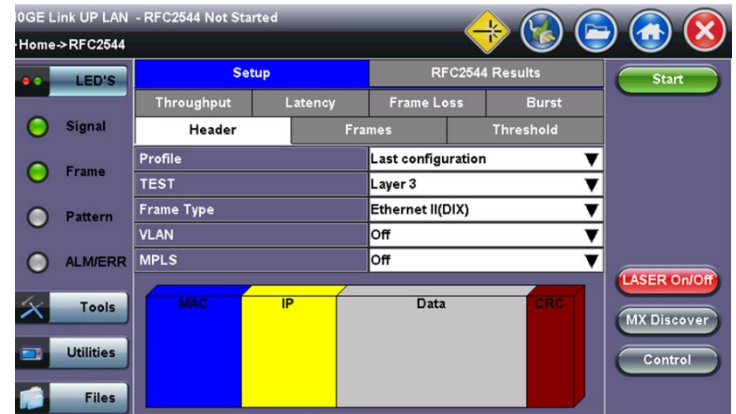 10GE Link UP LAN - RFC2544 Not Started
Home->RFC2544
LED'S
Signal
Frame
Pattern
ALM/ERR
Tools
Utilities
Files
Setup RFC2544 Results
Throughput Latency Frame Loss Burst
Header Frames Threshold
Profile Last configuration
TEST Layer 3
Frame Type Ethernet II(DIX)
VLAN Off
MPLS Off
MAC IP Data CRC
Start
LASER On/Off
MX Discover
Control